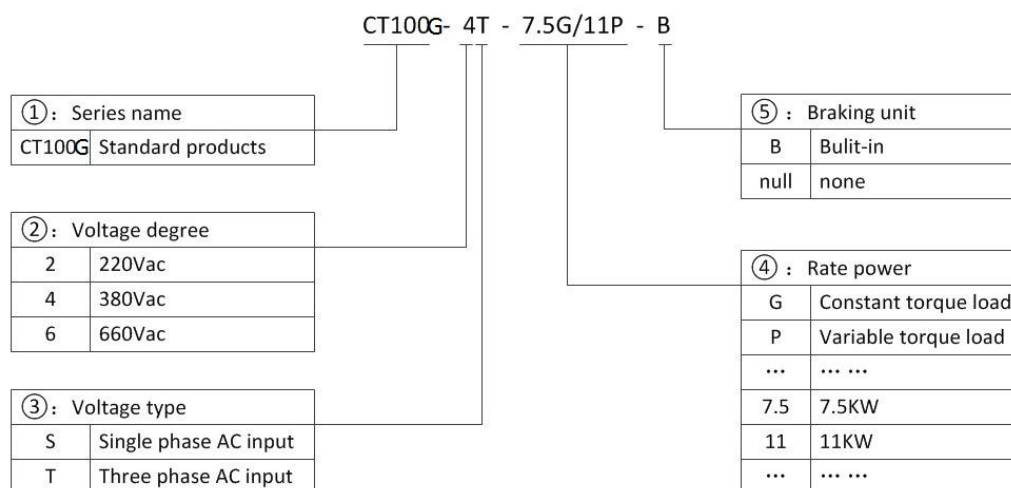 CT100G- 4T - 7.5G/11P - B
①：Series name
CT100G Standard products
②：Voltage degree
2 220Vac
4 380Vac
6 660Vac
③：Voltage type
S Single phase AC input
T Three phase AC input
⑤：Braking unit
B Bulit-in
null none
④：Rate power
G Constant torque load
P Variable torque load
... ... ...
7.5 7.5KW
11 11KW
... ... ...